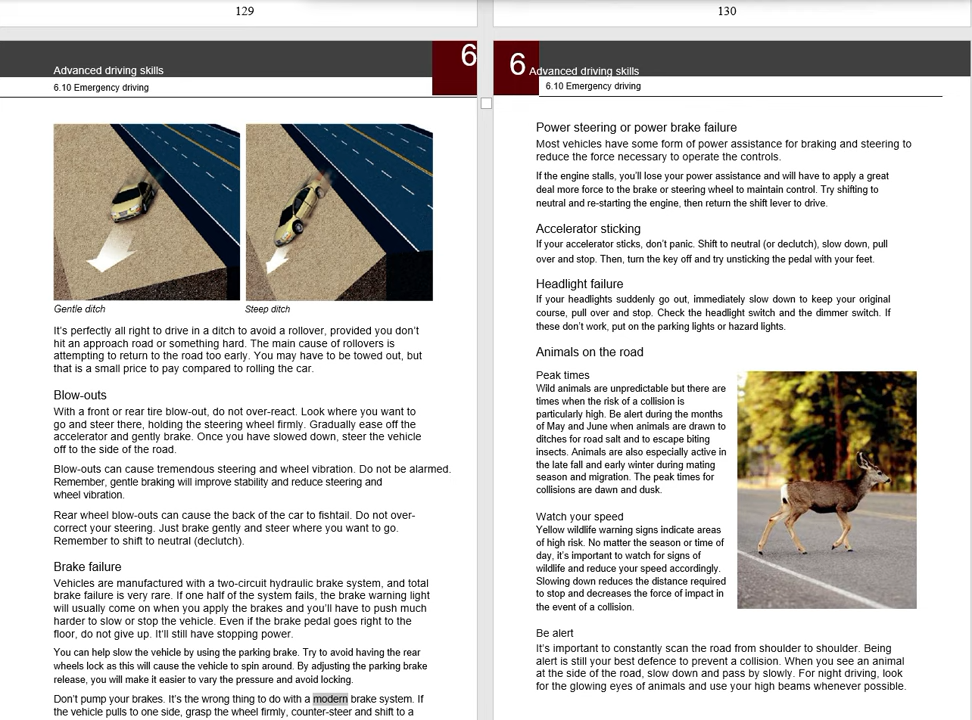 129
6
Advanced driving skills
6.10 Emergency driving
Gentle ditch
Steep ditch
It's perfectly all right to drive in a ditch to avoid a rollover, provided you don't
hit an approach road or something hard. The main cause of rollovers is
attempting to return to the road too early. You may have to be towed out, but
that is a small price to pay compared to rolling the car.
Blow-outs
With a front or rear tire blow-out, do not over-react. Look where you want to
go and steer there, holding the steering wheel firmly. Gradually ease off the
accelerator and gently brake. Once you have slowed down, steer the vehicle
off to the side of the road.
Blow-outs can cause tremendous steering and wheel vibration. Do not be alarmed.
Remember, gentle braking will improve stability and reduce steering and
wheel vibration.
Rear wheel blow-outs can cause the back of the car to fishtail. Do not over-
correct your steering. Just brake gently and steer where you want to go.
Remember to shift to neutral (declutch).
Brake failure
Vehicles are manufactured with a two-circuit hydraulic brake system, and total
brake failure is very rare. If one half of the system fails, the brake warning light
will usually come on when you apply the brakes and you'll have to push much
harder to slow or stop the vehicle. Even if the brake pedal goes right to the
floor, do not give up. It'll still have stopping power.
You can help slow the vehicle by using the parking brake. Try to avoid having the rear
wheels lock as this will cause the vehicle to spin around. By adjusting the parking brake
release, you will make it easier to vary the pressure and avoid locking.
Don't pump your brakes. It's the wrong thing to do with a modern brake system. If
the vehicle pulls to one side, grasp the wheel firmly, counter-steer and shift to a
130
6 Advanced driving skills
6.10 Emergency driving
Power steering or power brake failure
Most vehicles have some form of power assistance for braking and steering to
reduce the force necessary to operate the controls.
If the engine stalls, you'll lose your power assistance and will have to apply a great
deal more force to the brake or steering wheel to maintain control. Try shifting to
neutral and re-starting the engine, then return the shift lever to drive.
Accelerator sticking
If your accelerator sticks, don't panic. Shift to neutral (or declutch), slow down, pull
over and stop. Then, turn the key off and try unsticking the pedal with your feet.
Headlight failure
If your headlights suddenly go out, immediately slow down to keep your original
course, pull over and stop. Check the headlight switch and the dimmer switch. If
these don't work, put on the parking lights or hazard lights.
Animals on the road
Peak times
Wild animals are unpredictable but there are
times when the risk of a collision is
particularly high. Be alert during the months
of May and June when animals are drawn to
ditches for road salt and to escape biting
insects. Animals are also especially active in
the late fall and early winter during mating
season and migration. The peak times for
collisions are dawn and dusk.
Watch your speed
Yellow wildlife warning signs indicate areas
of high risk. No matter the season or time of
day, it's important to watch for signs of
wildlife and reduce your speed accordingly.
Slowing down reduces the distance required
to stop and decreases the force of impact in
the event of a collision.
Be alert
It's important to constantly scan the road from shoulder to shoulder. Being
alert is still your best defence to prevent a collision. When you see an animal
at the side of the road, slow down and pass by slowly. For night driving, look
for the glowing eyes of animals and use your high beams whenever possible.